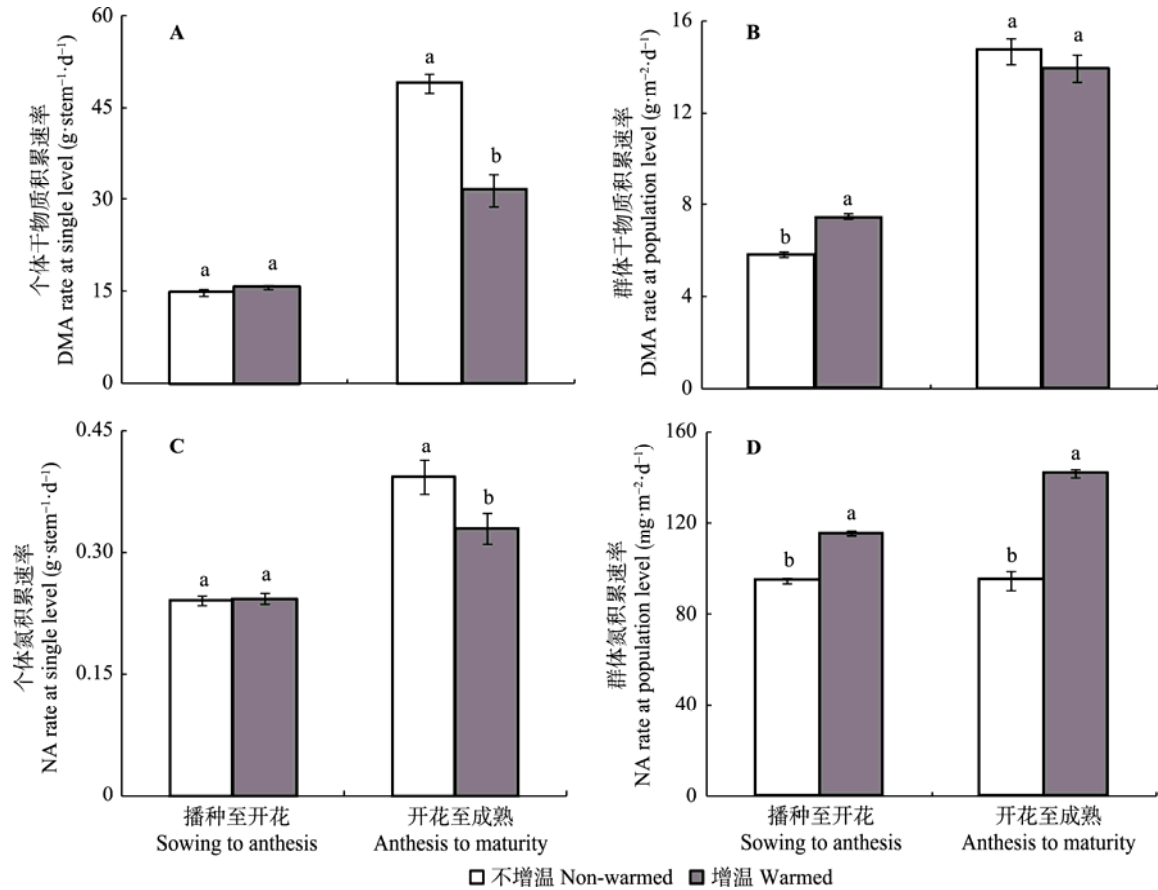 60
45
30
15
0
A
a
a
a
b
个体干物质积累速率
DMA rate at single level (g·stem⁻¹·d⁻¹)
16
12
8
4
0
B
b
a
a
a
群体干物质积累速率
DMA rate at population level (g·m⁻²·d⁻¹)
0.45
0.30
0.15
0
C
a
a
a
b
个体氮积累速率
NA rate at single level (g·stem⁻¹·d⁻¹)
播种至开花
Sowing to anthesis
开花至成熟
Anthesis to maturity
160
120
80
40
0
D
b
a
b
a
群体氮积累速率
NA rate at population level (mg·m⁻²·d⁻¹)
播种至开花
Sowing to anthesis
开花至成熟
Anthesis to maturity
不增温 Non-warmed 增温 Warmed